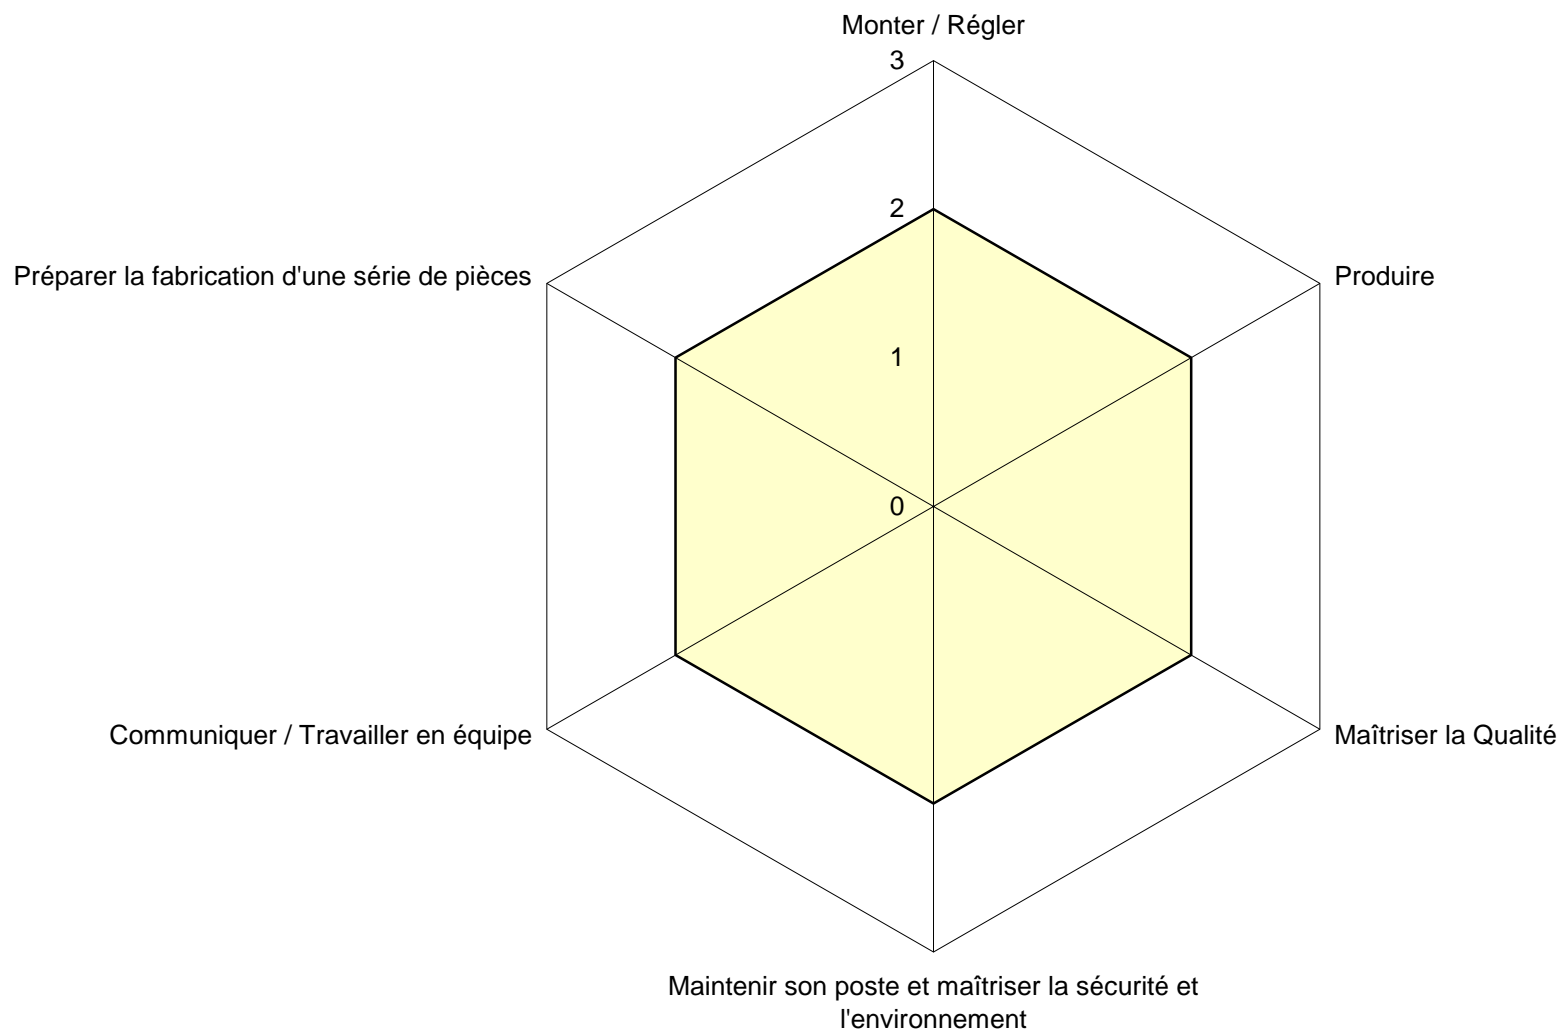 Monter / Régler
3
2
Préparer la fabrication d'une série de pièces
Produire
1
0
Communiquer / Travailler en équipe
Maîtriser la Qualité
Maintenir son poste et maîtriser la sécurité et
l'environnement